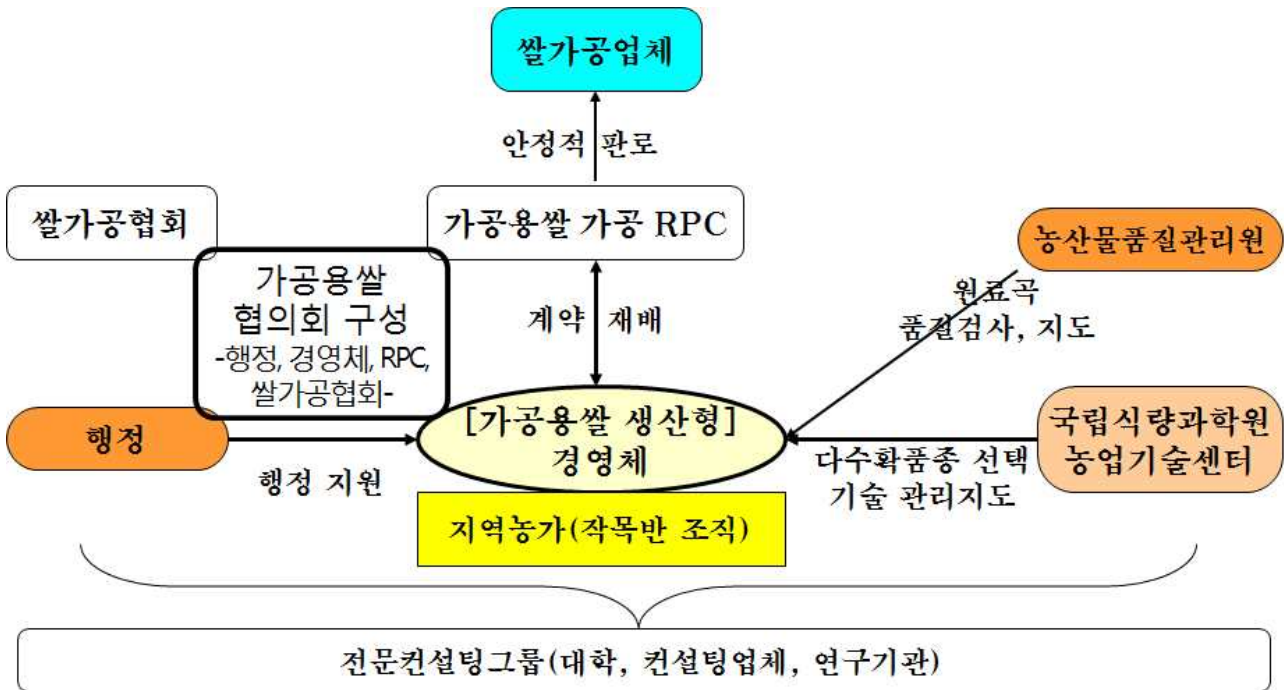 쌀가공업체
안정적 판로
쌀가공협회
가공용쌀 가공 RPC
농산물품질관리원
가공용쌀
협의회 구성
-행정, 경영체, RPC,
쌀가공협회-
계약 재배
원료곡
품질검사, 지도
행정
행정 지원
[가공용쌀 생산형]
경영체
국립식량과학원
농업기술센터
다수확품종 선택
기술 관리지도
지역농가(작목반 조직)
전문컨설팅그룹(대학, 컨설팅업체, 연구기관)